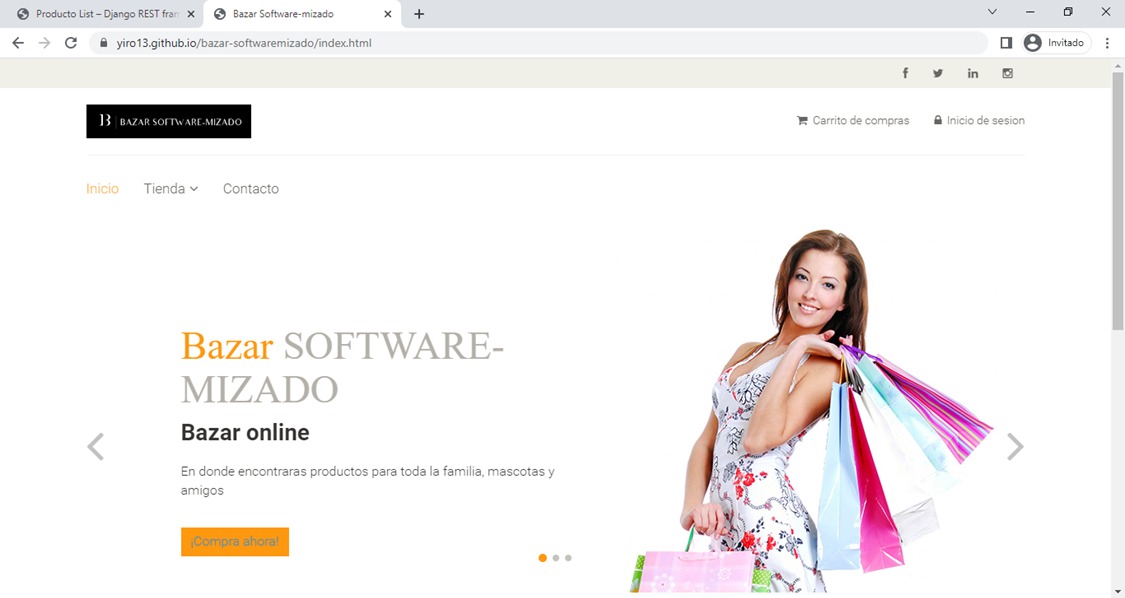 Producto List – Django REST fram
Bazar Software-mizado
yiro13.github.io/bazar-softwaremizado/index.html
Invitado
B | BAZAR SOFTWARE-MIZADO
Carrito de compras
Inicio de sesion
Inicio
Tienda
Contacto
Bazar SOFTWARE-
MIZADO
Bazar online
En donde encontraras productos para toda la familia, mascotas y
amigos
¡Compra ahora!